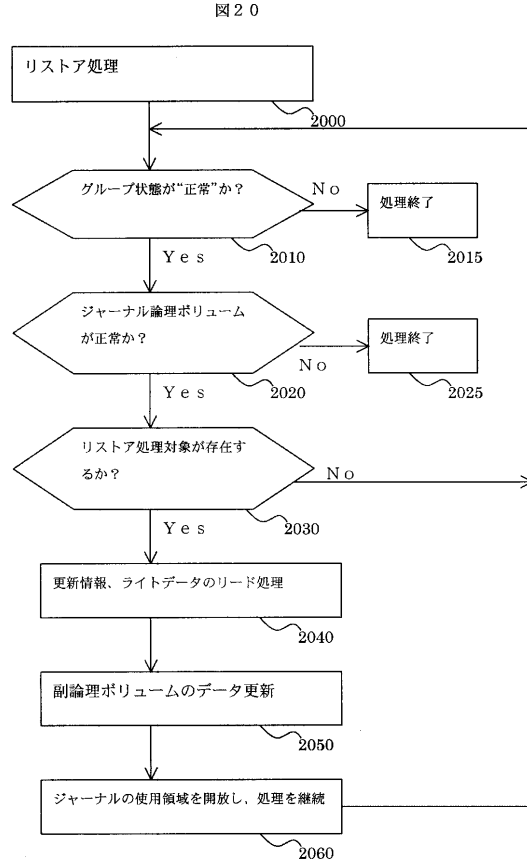 図２０
リストア処理
2000
グループ状態が“正常”か？
Ｎｏ
処理終了
2010
2015
Ｙｅｓ
ジャーナル論理ボリューム
が正常か？
処理終了
Ｎｏ
2020
2025
Ｙｅｓ
リストア処理対象が存在す
るか？
Ｎｏ
2030
Ｙｅｓ
更新情報、ライトデータのリード処理
2040
副論理ボリュームのデータ更新
2050
ジャーナルの使用領域を開放し、処理を継続
2060